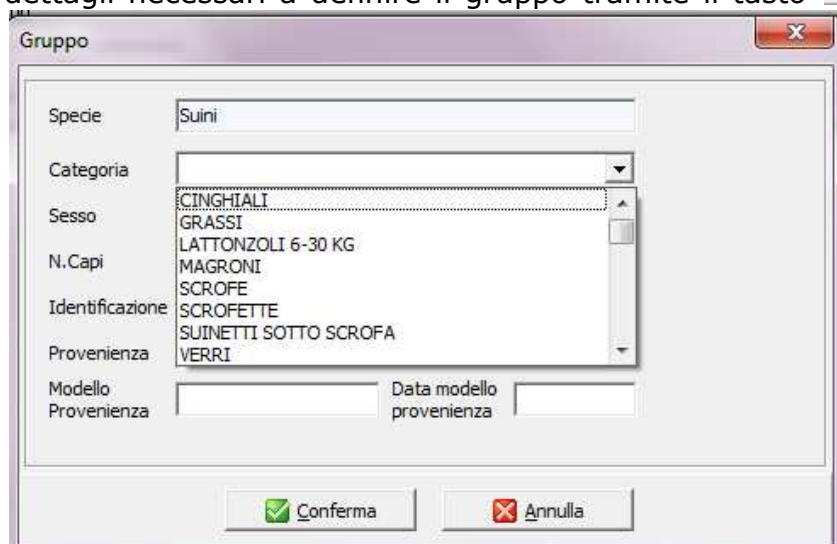 dettagli necessari a definire il gruppo tramite il tasto
Gruppo
Specie Suini
Categoria
CINGHIALI
Sesso GRASSI
LATTONZOLI 6-30 KG
N.Capi MAGRONI
SCROFE
Identificazione SCROFETTE
SUINETTI SOTTO SCROFA
Provenienza VERRI
Modello Provenienza Data modello provenienza
Conferma Annulla